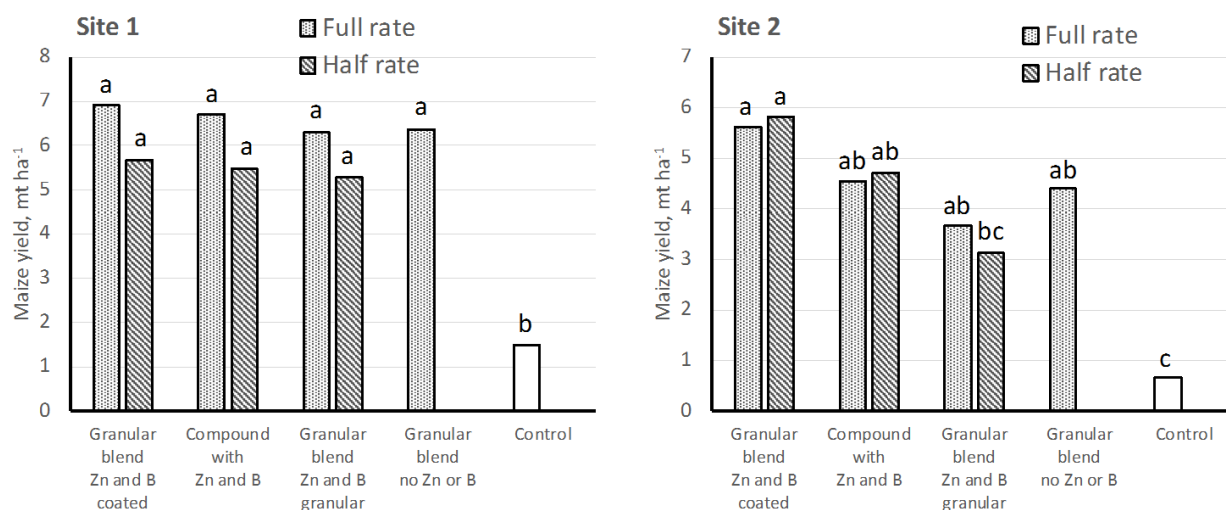 Site 1
Full rate
Half rate
Maize yield, mt ha⁻¹
8
7
6
5
4
3
2
1
0
a
a
a
a
a
a
a
b
Granular
blend
Zn and B
coated
Compound
with
Zn and B
Granular
blend
Zn and B
granular
Granular
blend
no Zn or B
Control
Site 2
Full rate
Half rate
Maize yield, mt ha⁻¹
7
6
5
4
3
2
1
0
a
a
ab
ab
ab
bc
ab
c
Granular
blend
Zn and B
coated
Compound
with
Zn and B
Granular
blend
Zn and B
granular
Granular
blend
no Zn or B
Control